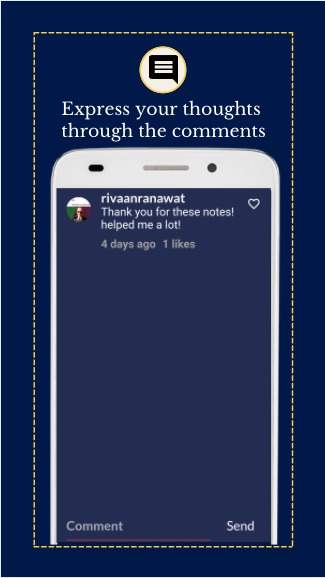 Express your thoughts
through the comments
rivaanranawat
Thank you for these notes!
helped me a lot!
4 days ago 1 likes
Comment Send